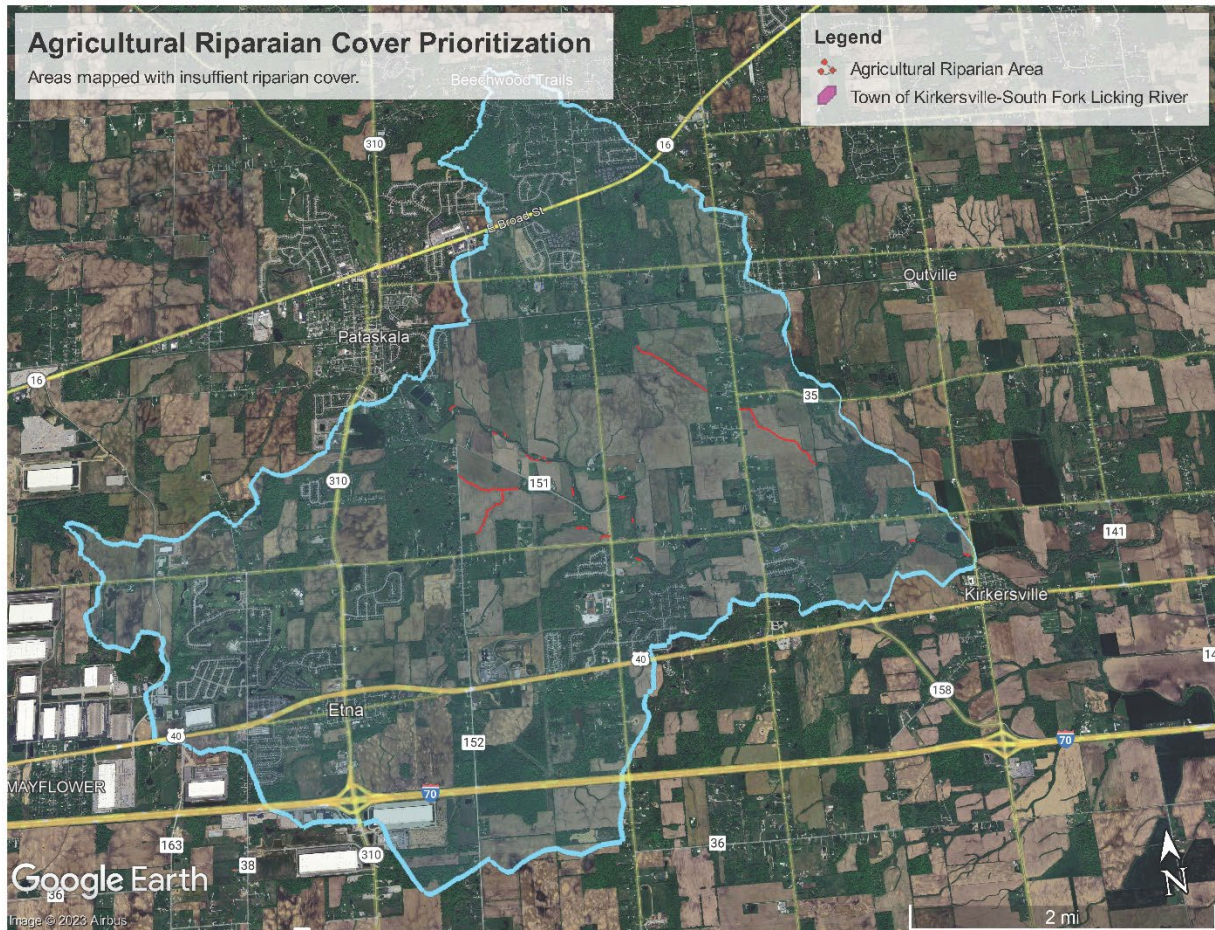 Agricultural Riparaian Cover Prioritization
Areas mapped with insuffient riparian cover.
Legend
Agricultural Riparian Area
Town of Kirkersville-South Fork Licking River
Beechwood Trails
310
16
E Broad St
Outville
Pataskala
16
35
310
151
141
Kirkersville
40
158
Etna
40
152
70
MAYFLOWER
70
163
38
310
36
36
Google Earth
Image © 2023 Airbus
N
2 mi